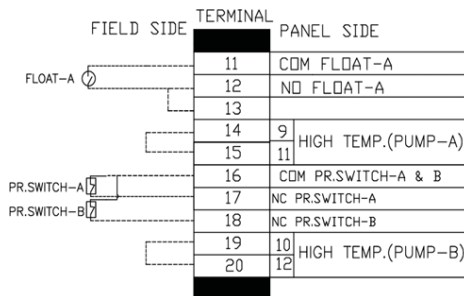 FIELD SIDE TERMINAL PANEL SIDE
11 COM FLOAT-A
FLOAT-A
12 NO FLOAT-A
13
14 9
HIGH TEMP.(PUMP-A)
15 11
16 COM PR.SWITCH-A & B
PR.SWITCH-A
17 NC PR.SWITCH-A
PR.SWITCH-B
18 NC PR.SWITCH-B
19 10
HIGH TEMP.(PUMP-B)
20 12